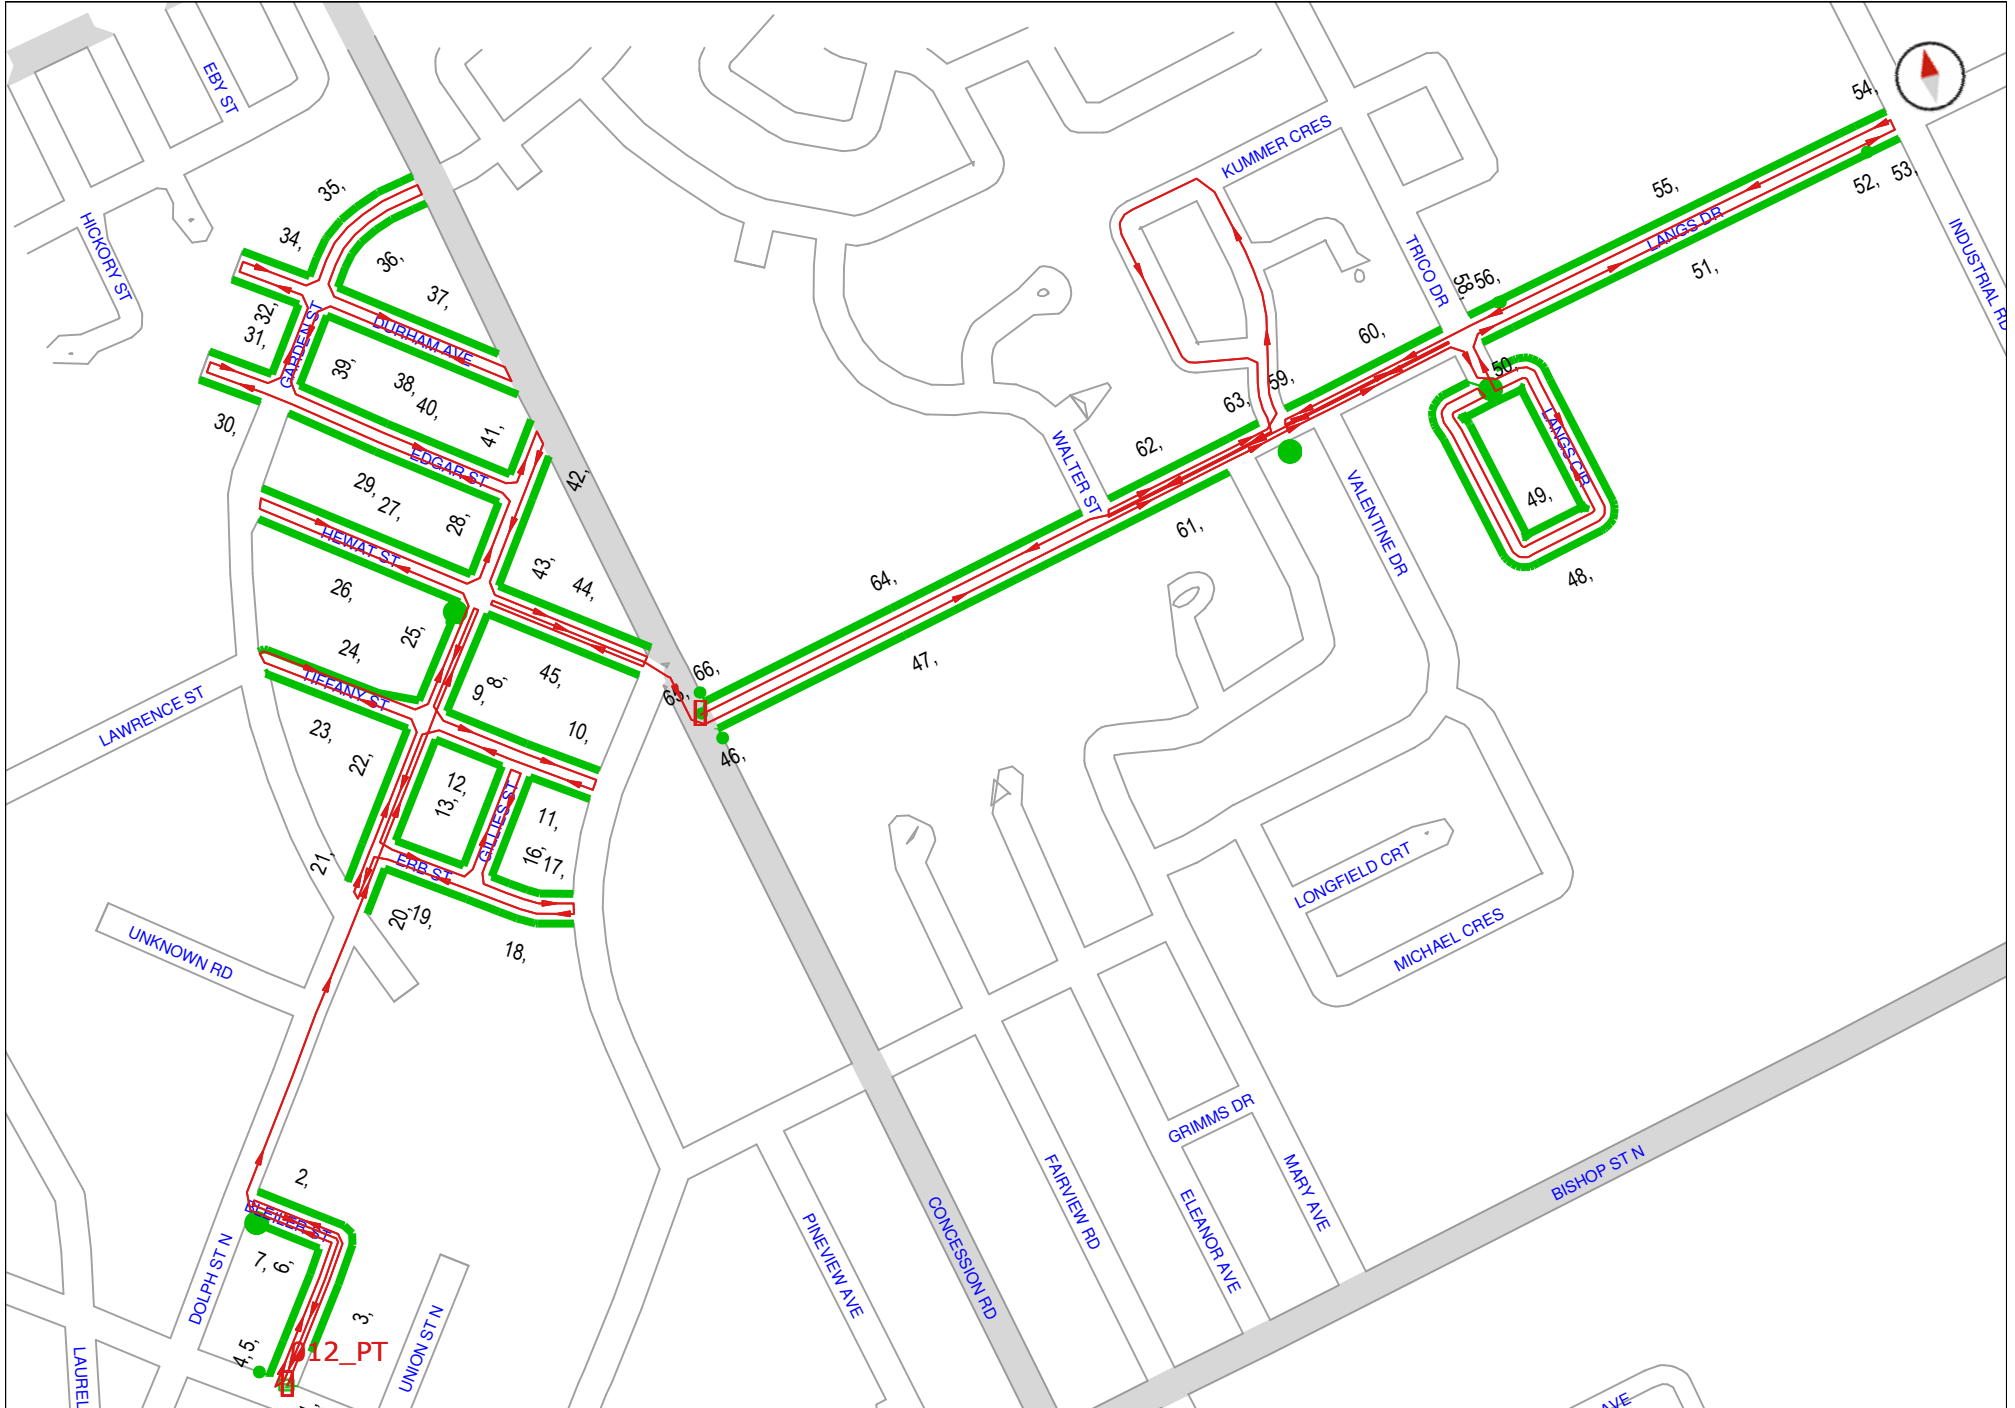 EBY ST
54,
KUMMER CRES
35,
55,
52,
53,
HICKORY ST
34,
LANGS DR
TRICO DR
INDUSTRIAL RD
36,
51,
37,
58,
56,
32,
31,
GARDEN ST
DURHAM AVE
60,
39,
38,
40,
50,
59,
63,
30,
41,
62,
LANGS CIR
EDGAR ST
42,
WALTER ST
29,
27,
28,
49,
VALENTINE DR
61,
HEWAT ST
43,
44,
64,
48,
26,
25,
24,
47,
TIFFANY ST
45,
9,
8,
66,
65,
LAWRENCE ST
23,
22,
10,
46,
12,
13,
11,
GILLIES ST
21,
ERB ST
16,
17,
LONGFIELD CRT
20,
19,
18,
UNKNOWN RD
MICHAEL CRES
GRIMMS DR
2,
BLEILER ST
7,
6,
FAIRVIEW RD
ELEANOR AVE
MARY AVE
BISHOP ST N
DOLPH ST N
PINEVIEW AVE
CONCESSION RD
3,
4,
5,
012_PT
UNION ST N
LAUREL
AVE